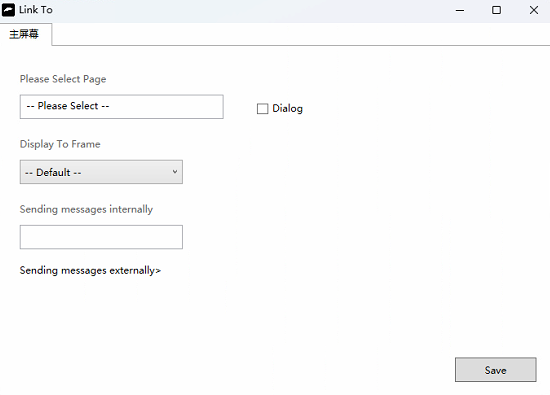 Link To
主屏幕
Please Select Page
-- Please Select --
Dialog
Display To Frame
-- Default --
Sending messages internally
Sending messages externally>
Save